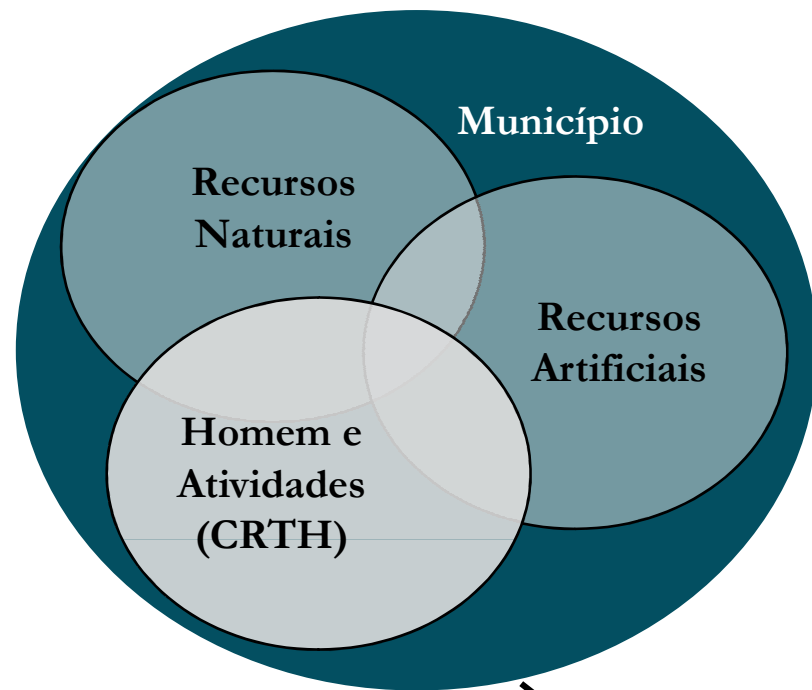 Município
Recursos
Naturais
Recursos
Artificiais
Homem e
Atividades
(CRTH)